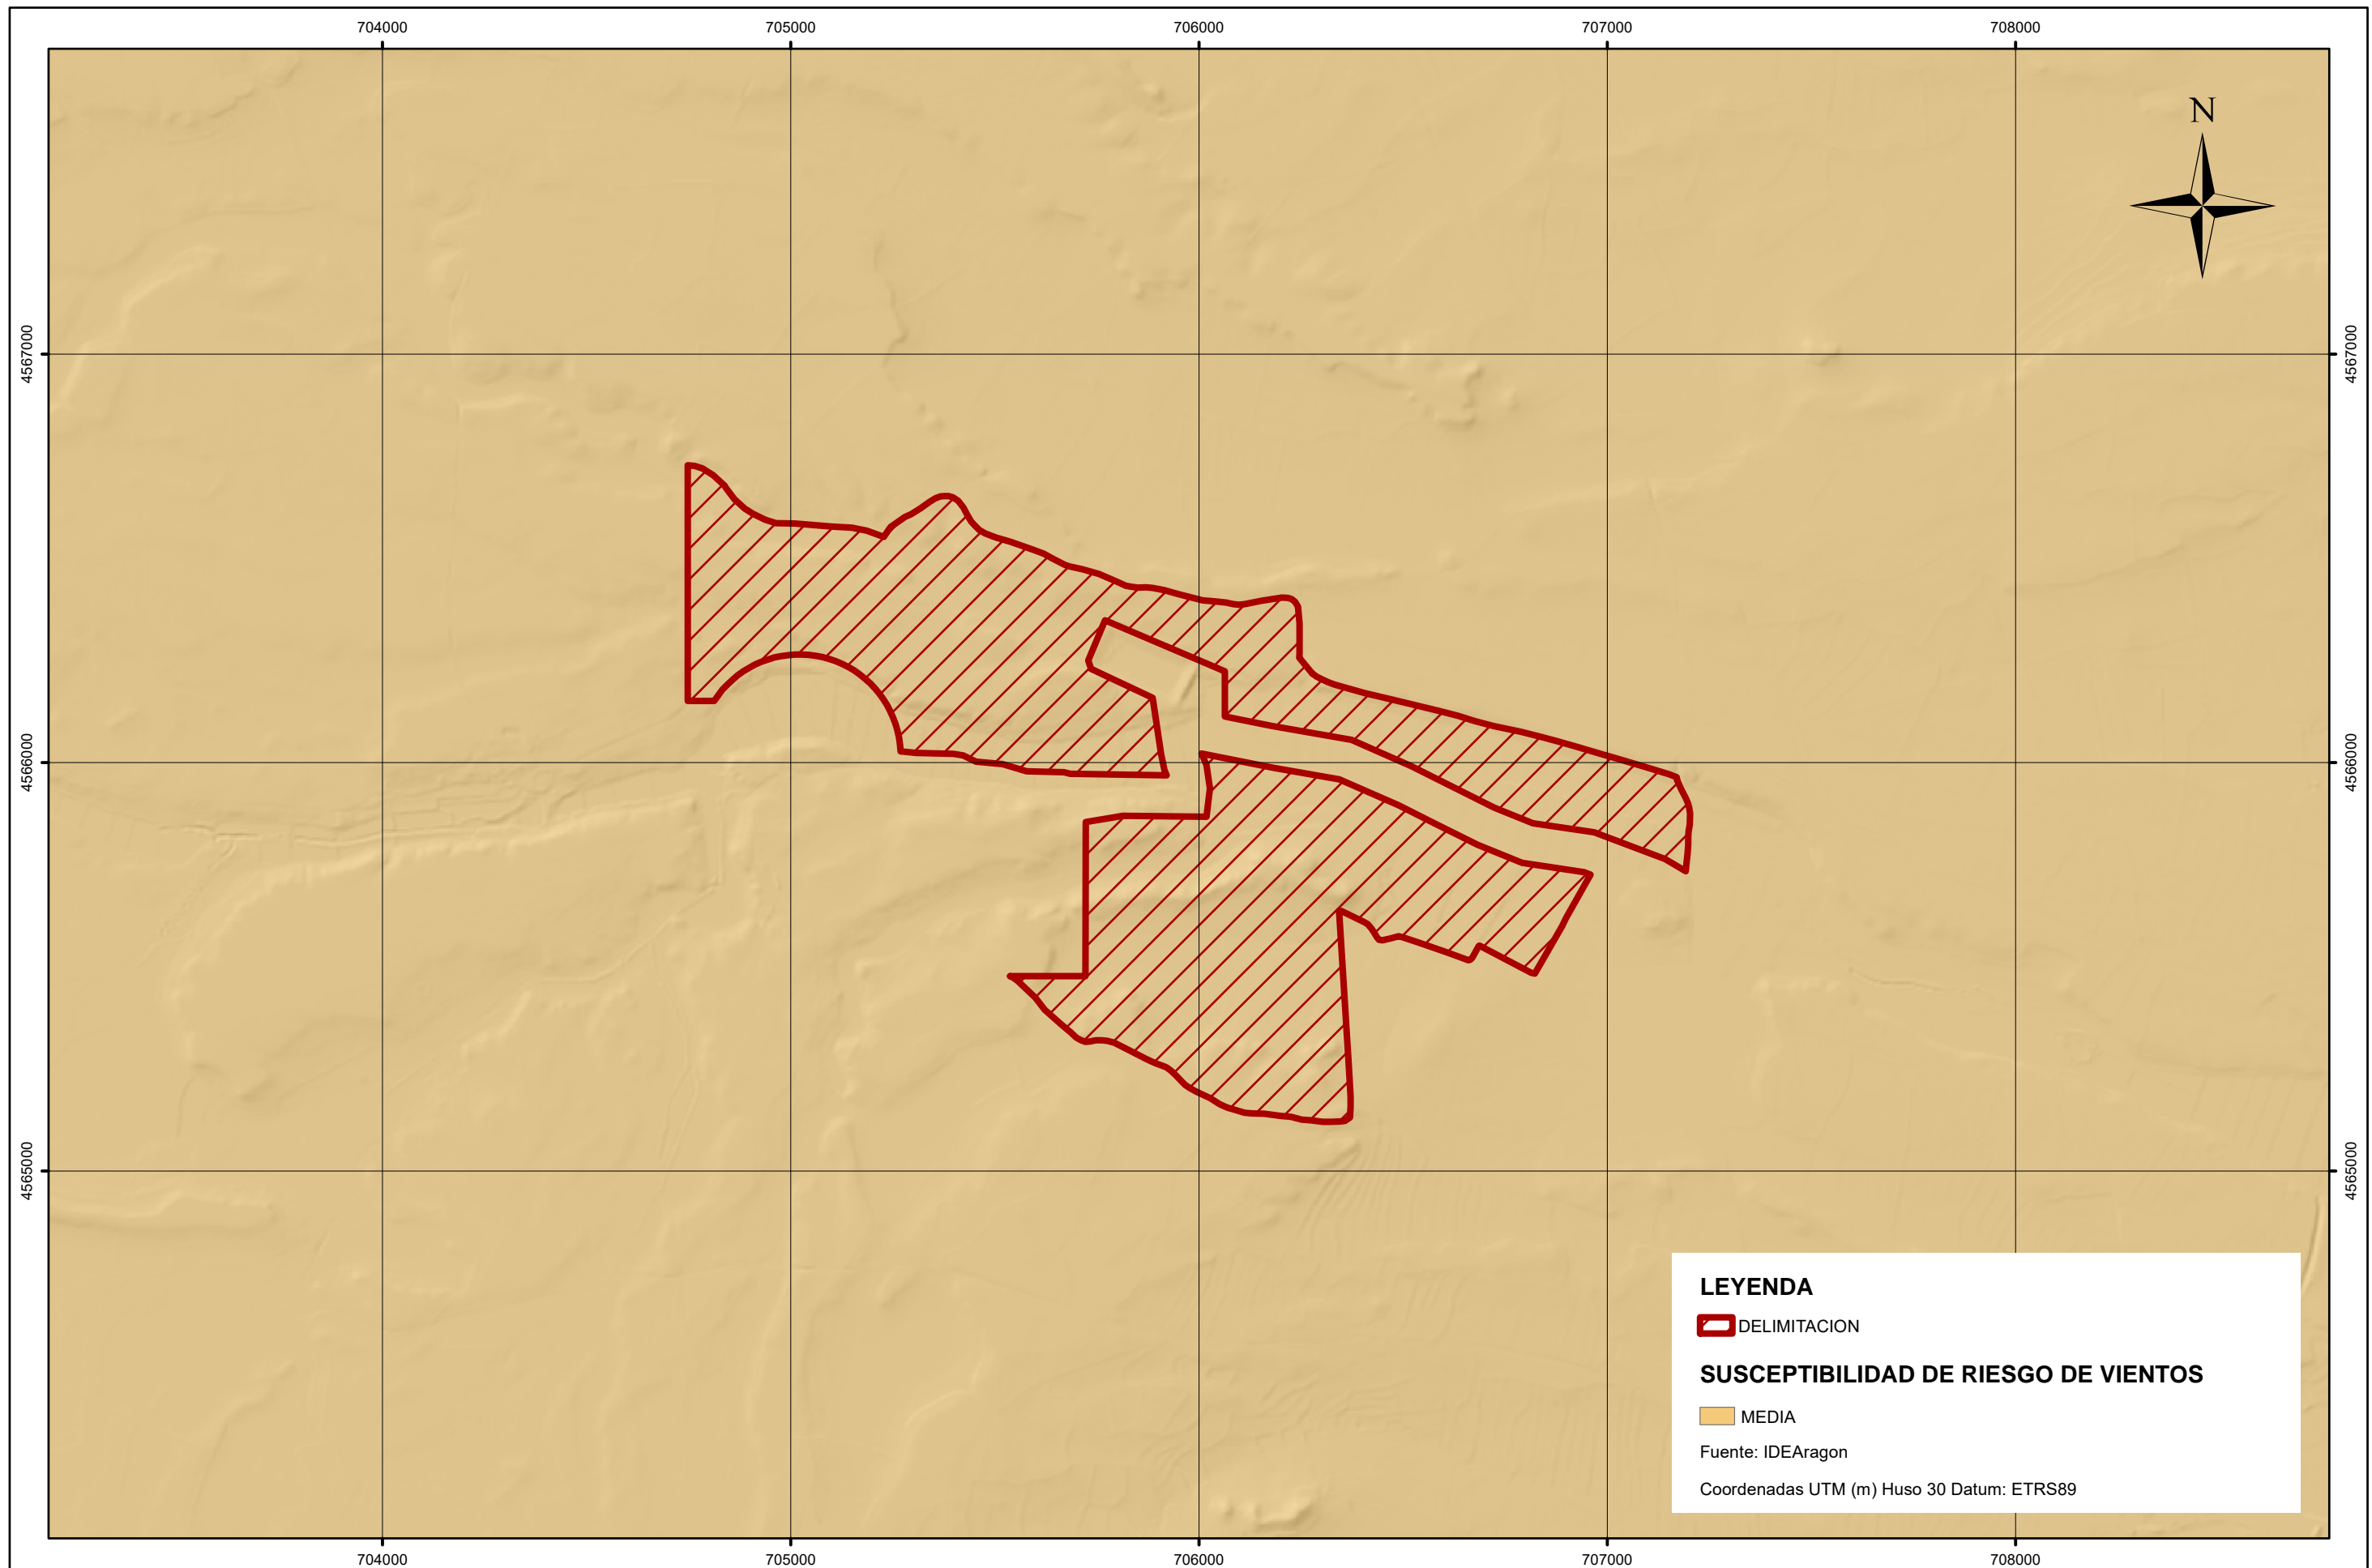 704000 705000 706000 707000 708000
N
4567000 4567000
4566000 4566000
4565000 4565000
LEYENDA
DELIMITACION
SUSCEPTIBILIDAD DE RIESGO DE VIENTOS
MEDIA
Fuente: IDEAragon
Coordenadas UTM (m) Huso 30 Datum: ETRS89
704000 705000 706000 707000 708000